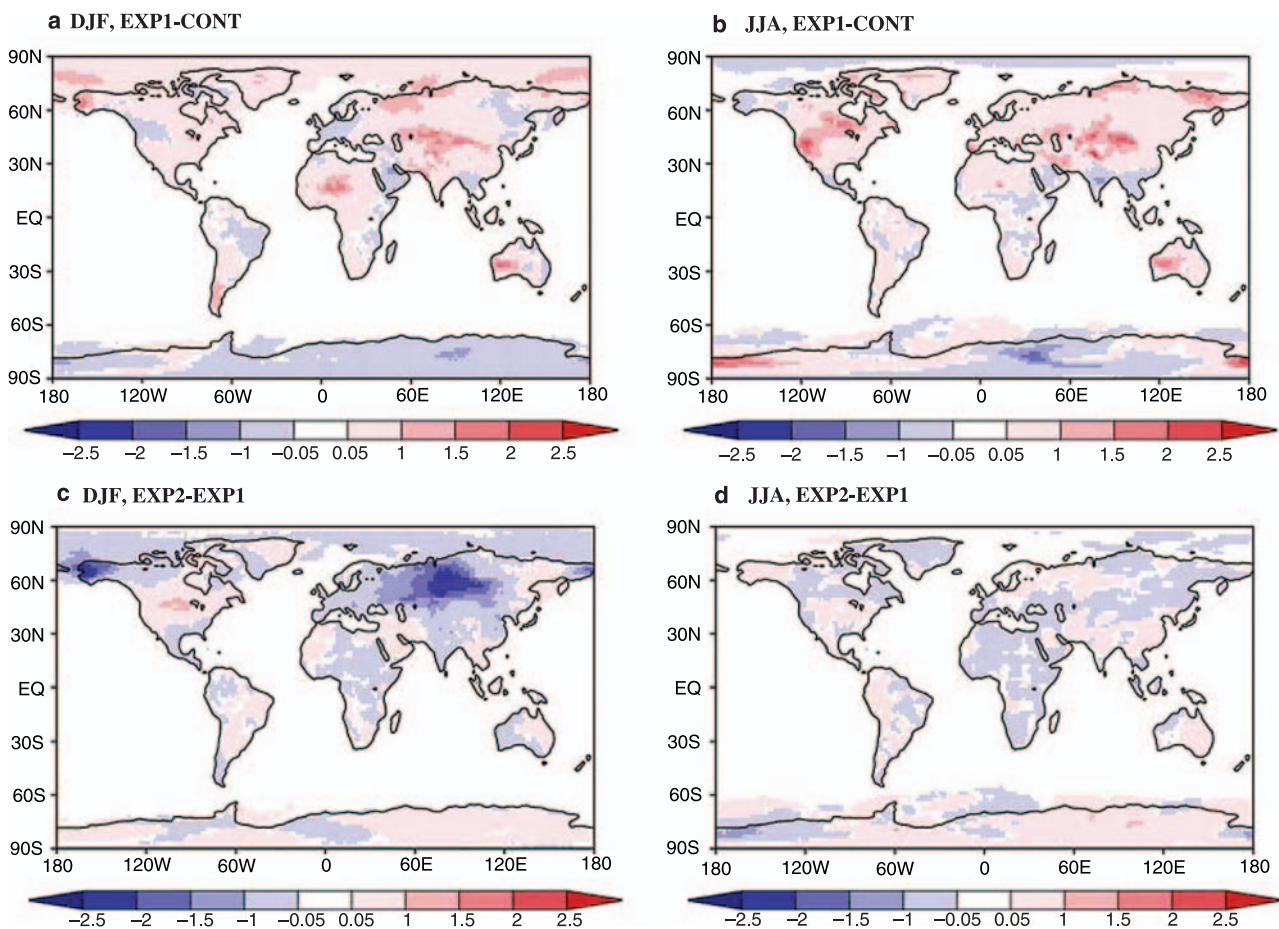 a DJF, EXP1-CONT
90N
60N
30N
EQ
30S
60S
90S
180 120W 60W 0 60E 120E 180
−2.5 −2 −1.5 −1 −0.05 0.05 1 1.5 2 2.5
b JJA, EXP1-CONT
90N
60N
30N
EQ
30S
60S
90S
180 120W 60W 0 60E 120E 180
−2.5 −2 −1.5 −1 −0.05 0.05 1 1.5 2 2.5
c DJF, EXP2-EXP1
90N
60N
30N
EQ
30S
60S
90S
180 120W 60W 0 60E 120E 180
−2.5 −2 −1.5 −1 −0.05 0.05 1 1.5 2 2.5
d JJA, EXP2-EXP1
90N
60N
30N
EQ
30S
60S
90S
180 120W 60W 0 60E 120E 180
−2.5 −2 −1.5 −1 −0.05 0.05 1 1.5 2 2.5